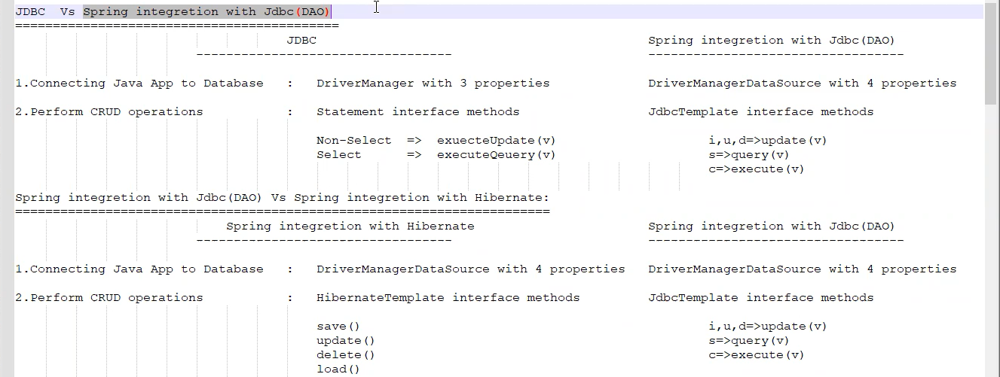 JDBC  Vs Spring integretion with Jdbc(DAO)
===========================================
JDBC    Spring integretion with Jdbc(DAO)
----------------------------------    ----------------------------------
1.Connecting Java App to Database   :   DriverManager with 3 properties    DriverManagerDataSource with 4 properties
2.Perform CRUD operations   :   Statement interface methods    JdbcTemplate interface methods
Non-Select  =>  exuecteUpdate(v)    i,u,d=>update(v)
Select      =>  executeQeuery(v)    s=>query(v)
c=>execute(v)
Spring integretion with Jdbc(DAO) Vs Spring integretion with Hibernate:
=======================================================================
Spring integretion with Hibernate    Spring integretion with Jdbc(DAO)
----------------------------------    ----------------------------------
1.Connecting Java App to Database   :   DriverManagerDataSource with 4 properties   DriverManagerDataSource with 4 properties
2.Perform CRUD operations   :   HibernateTemplate interface methods    JdbcTemplate interface methods
save()    i,u,d=>update(v)
update()    s=>query(v)
delete()    c=>execute(v)
load()